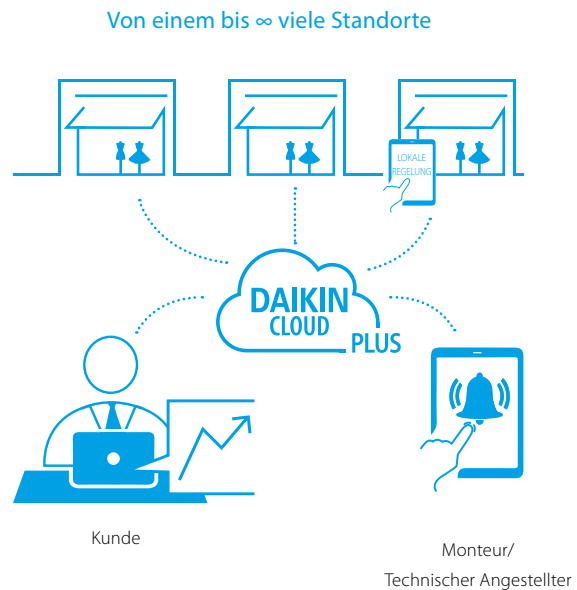 Von einem bis ∞ viele Standorte
LOKALE
REGELUNG
DAIKIN
CLOUD
PLUS
Kunde
Monteur/
Technischer Angestellter